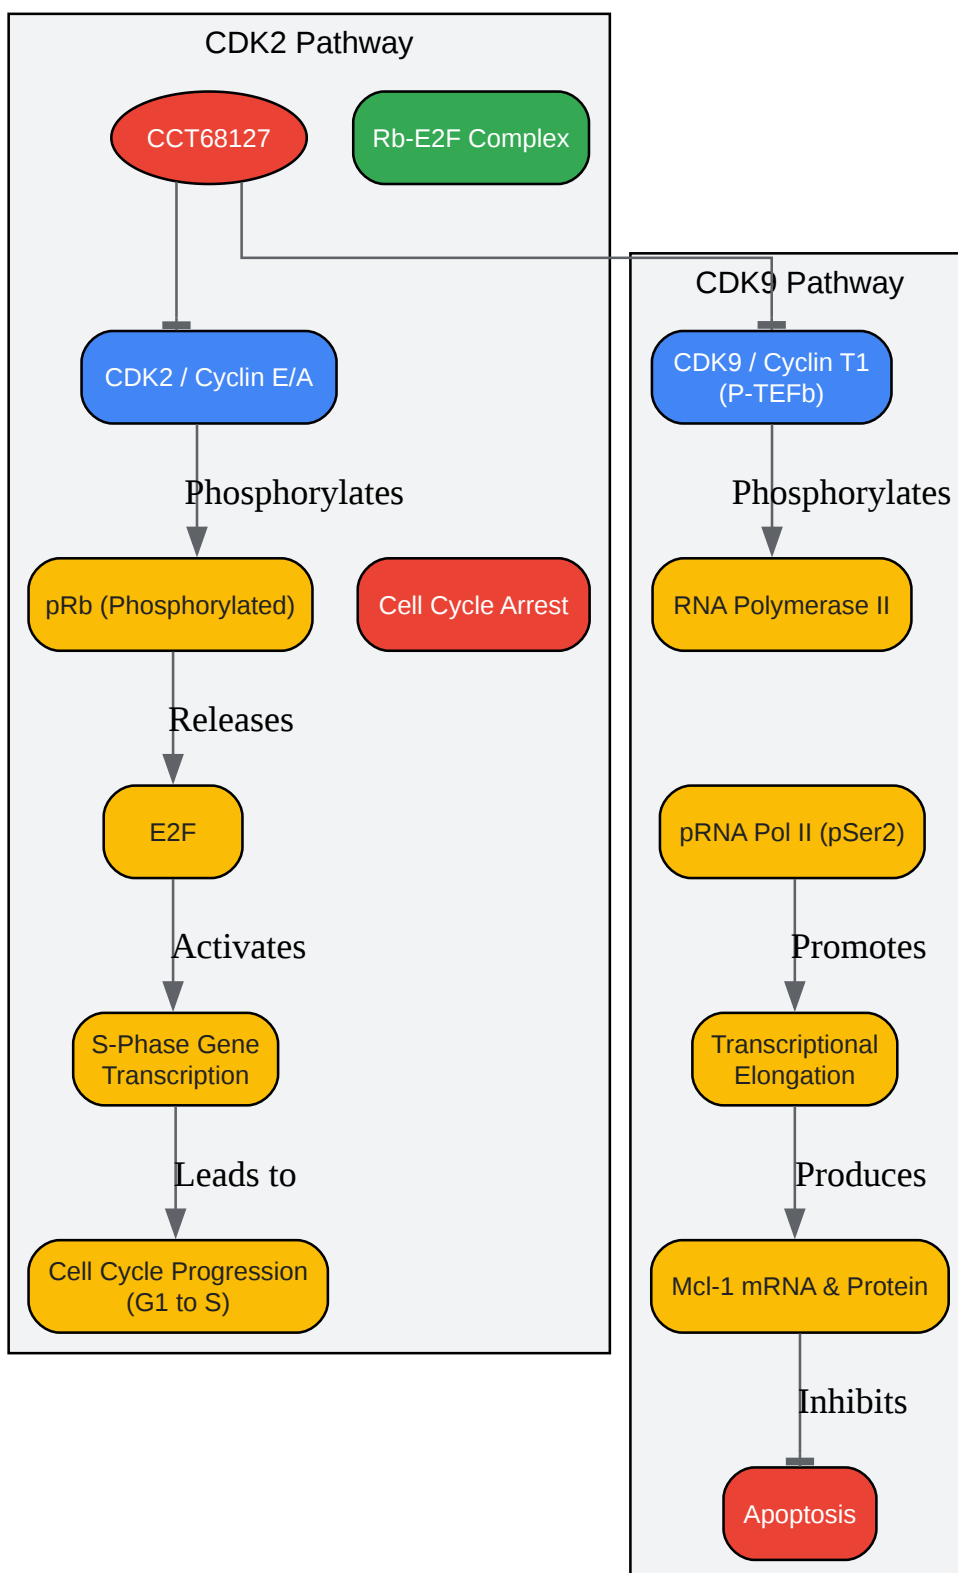 CDK2 Pathway
CCT68127
Rb-E2F Complex
CDK2 / Cyclin E/A
Phosphorylates
pRb (Phosphorylated)
Cell Cycle Arrest
Releases
E2F
Activates
S-Phase Gene
Transcription
Leads to
Cell Cycle Progression
(G1 to S)
CDK9 Pathway
CDK9 / Cyclin T1
(P-TEFb)
Phosphorylates
RNA Polymerase II
pRNA Pol II (pSer2)
Promotes
Transcriptional
Elongation
Produces
Mcl-1 mRNA & Protein
Inhibits
Apoptosis